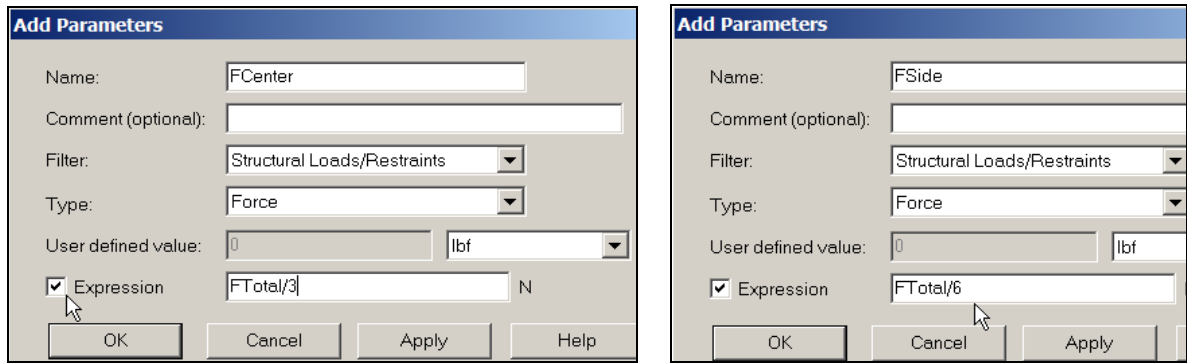 Add Parameters
Name: FCenter
Comment (optional):
Filter: Structural Loads/Restraints
Type: Force
User defined value: 0 lbf
Expression FTotal/3 N
OK Cancel Apply Help
Add Parameters
Name: FSide
Comment (optional):
Filter: Structural Loads/Restraints
Type: Force
User defined value: 0 lbf
Expression FTotal/6
OK Cancel Apply